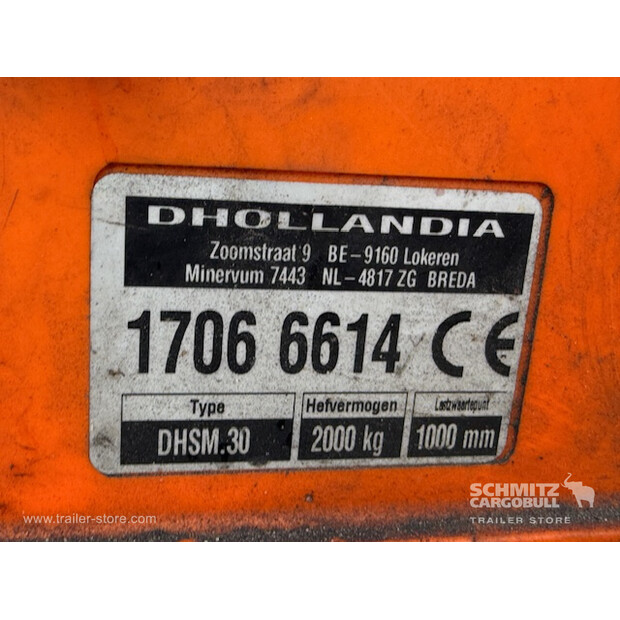 DHOLLANDIA
Zoomstraat 9 BE-9160 Lokeren
Minervum 7443 NL-4817 ZG BREDA
1706 6614 CE
Type Hefvermogen Lastzwaartepunt
DHSM.30 2000 kg 1000 mm
SCHMITZ
CARGOBULL
TRAILER STORE
www.trailer-store.com